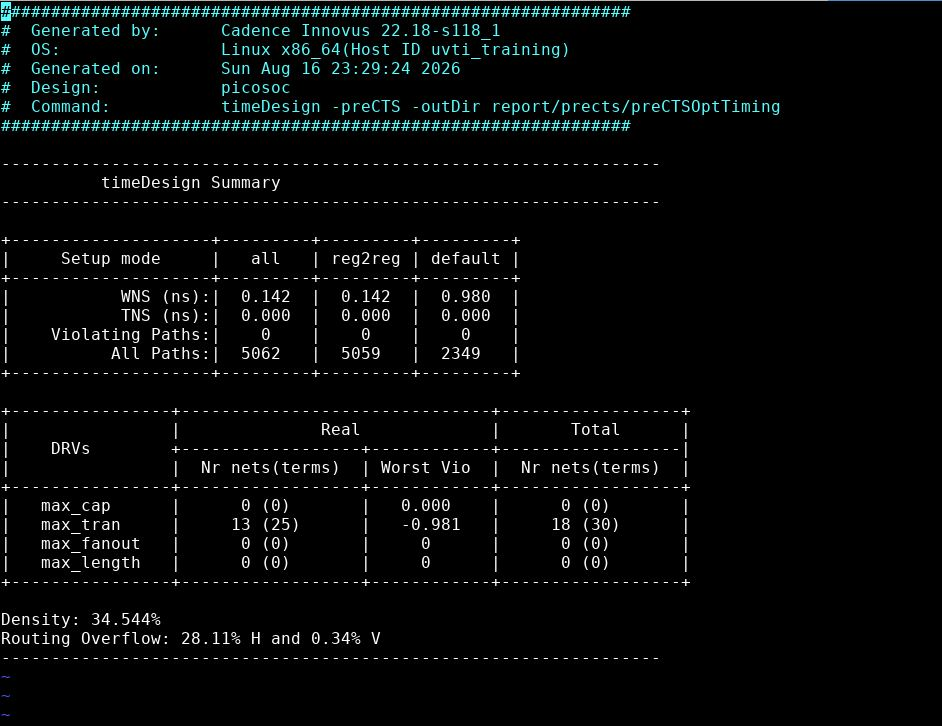 ###############################################################
#  Generated by:      Cadence Innovus 22.18-s118_1
#  OS:                Linux x86_64(Host ID uvti_training)
#  Generated on:      Sun Aug 16 23:29:24 2026
#  Design:            picosoc
#  Command:           timeDesign -preCTS -outDir report/prects/preCTSOptTiming
###############################################################

------------------------------------------------------------------
          timeDesign Summary
------------------------------------------------------------------

+--------------------+---------+---------+---------+
|     Setup mode     |   all   | reg2reg | default |
+--------------------+---------+---------+---------+
|           WNS (ns):|  0.142  |  0.142  |  0.980  |
|           TNS (ns):|  0.000  |  0.000  |  0.000  |
|    Violating Paths:|    0    |    0    |    0    |
|          All Paths:|  5062   |  5059   |  2349   |
+--------------------+---------+---------+---------+

+----------------+-------------------------------+------------------+
|                |              Real             |       Total      |
|    DRVs        +------------------+------------+------------------|
|                |  Nr nets(terms)  | Worst Vio  |  Nr nets(terms)  |
+----------------+------------------+------------+------------------+
|   max_cap      |      0 (0)       |   0.000    |      0 (0)       |
|   max_tran     |     13 (25)      |   -0.981   |     18 (30)      |
|   max_fanout   |      0 (0)       |     0      |      0 (0)       |
|   max_length   |      0 (0)       |     0      |      0 (0)       |
+----------------+------------------+------------+------------------+

Density: 34.544%
Routing Overflow: 28.11% H and 0.34% V
------------------------------------------------------------------
~
~
~